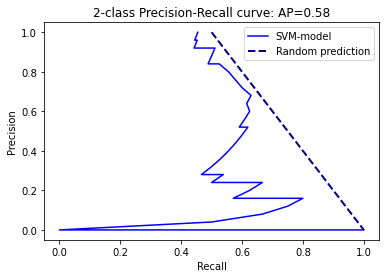 2-class Precision-Recall curve: AP=0.58
SVM-model
Random prediction
Precision
1.0
0.8
0.6
0.4
0.2
0.0
0.0 0.2 0.4 0.6 0.8 1.0
Recall